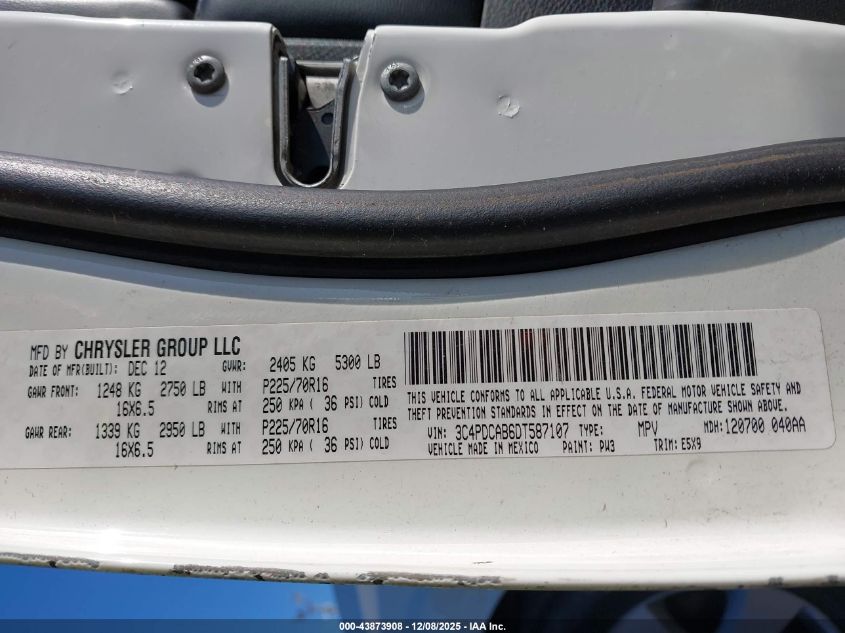 MFD BY CHRYSLER GROUP LLC
DATE OF MFR(BUILT): DEC 12 GVWR: 2405 KG 5300 LB
GAWR FRONT: 1248 KG 2750 LB WITH P225/70R16 TIRES
16X6.5 RIMS AT 250 KPA ( 36 PSI) COLD
GAWR REAR: 1339 KG 2950 LB WITH P225/70R16 TIRES
16X6.5 RIMS AT 250 KPA ( 36 PSI) COLD
THIS VEHICLE CONFORMS TO ALL APPLICABLE U.S.A. FEDERAL MOTOR VEHICLE SAFETY AND
THEFT PREVENTION STANDARDS IN EFFECT ON THE DATE OF MANUFACTURE SHOWN ABOVE.
VIN: 3C4PDCAB6DT587107 TYPE: MPV MDH: 120700 040AA
VEHICLE MADE IN MEXICO PAINT: PW3 TRIM: E5X9
000-43873908 - 12/08/2025 - IAA, Inc.